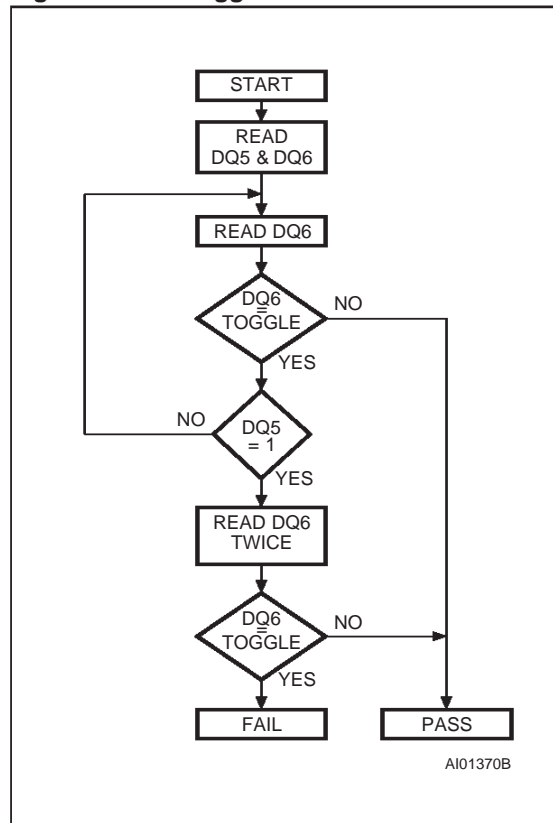 START
READ
DQ5 & DQ6
READ DQ6
DQ6
=
TOGGLE
NO
YES
NO
DQ5
= 1
YES
READ DQ6
TWICE
DQ6
=
TOGGLE
NO
YES
FAIL
PASS
AI01370B